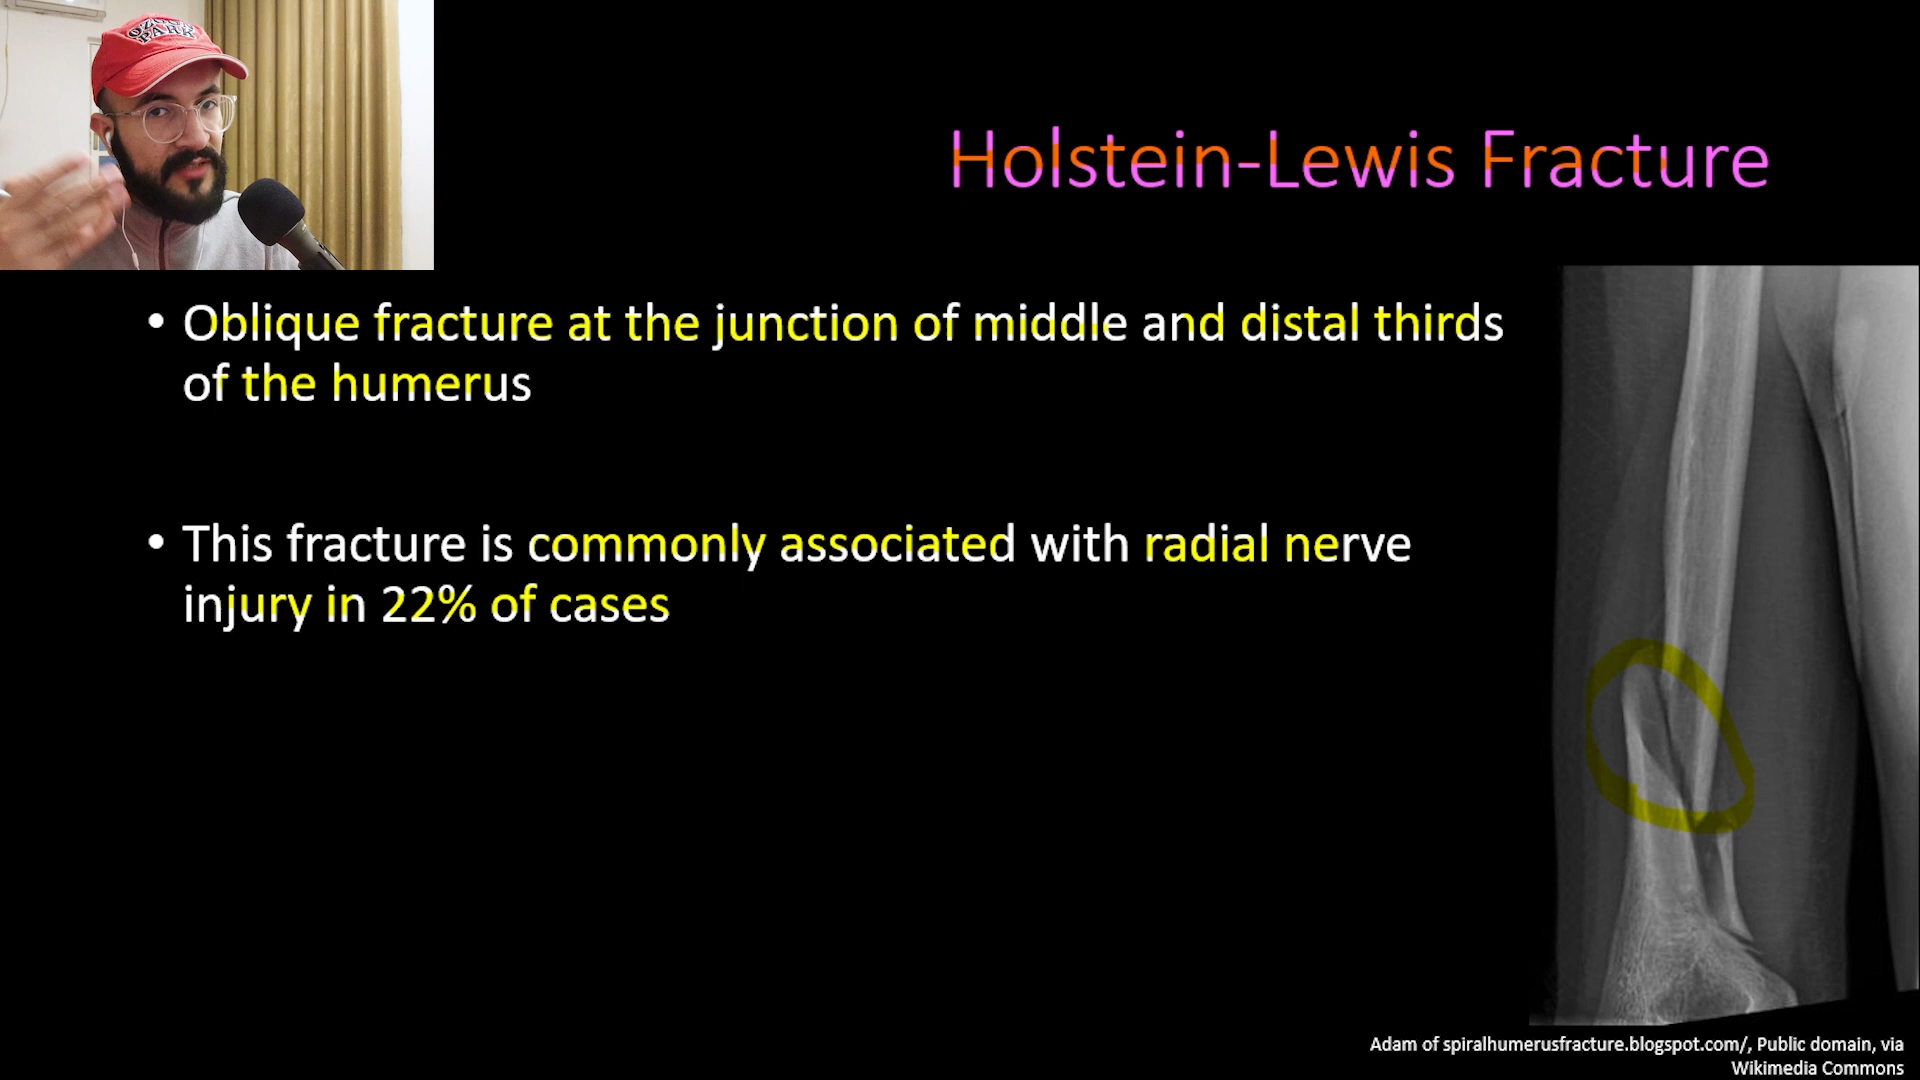 OZONE
PARK
Holstein-Lewis Fracture
• Oblique fracture at the junction of middle and distal thirds
of the humerus
• This fracture is commonly associated with radial nerve
injury in 22% of cases
Adam of spiralhumerusfracture.blogspot.com/, Public domain, via
Wikimedia Commons